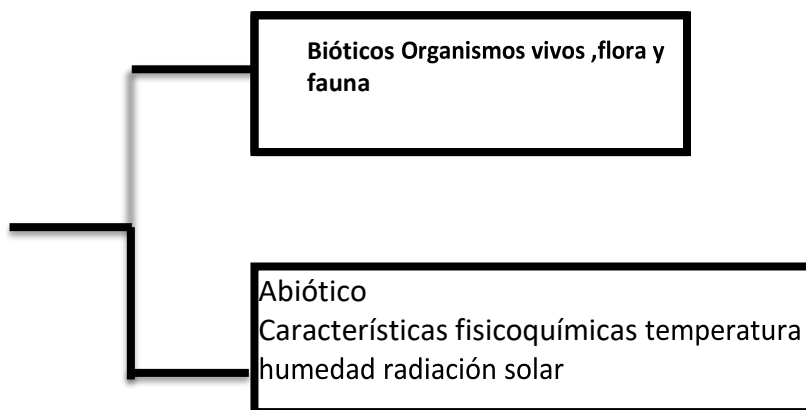 Bióticos Organismos vivos ,flora y
fauna
Abiótico
Características fisicoquímicas temperatura
humedad radiación solar